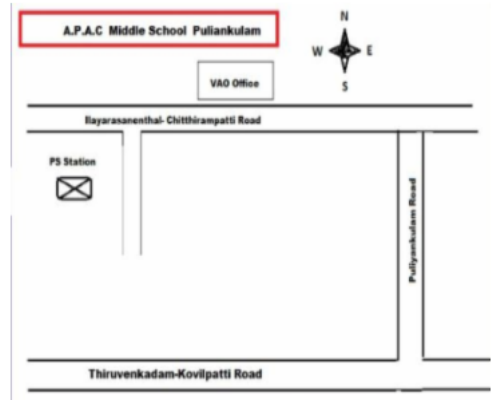 A.P.A.C Middle School Puliankulam
N
W E
S
VAO Office
Ilayarasanenthal- Chitthirampatti Road
PS Station
Puliyankulam Road
Thiruvenkadam-Kovilpatti Road